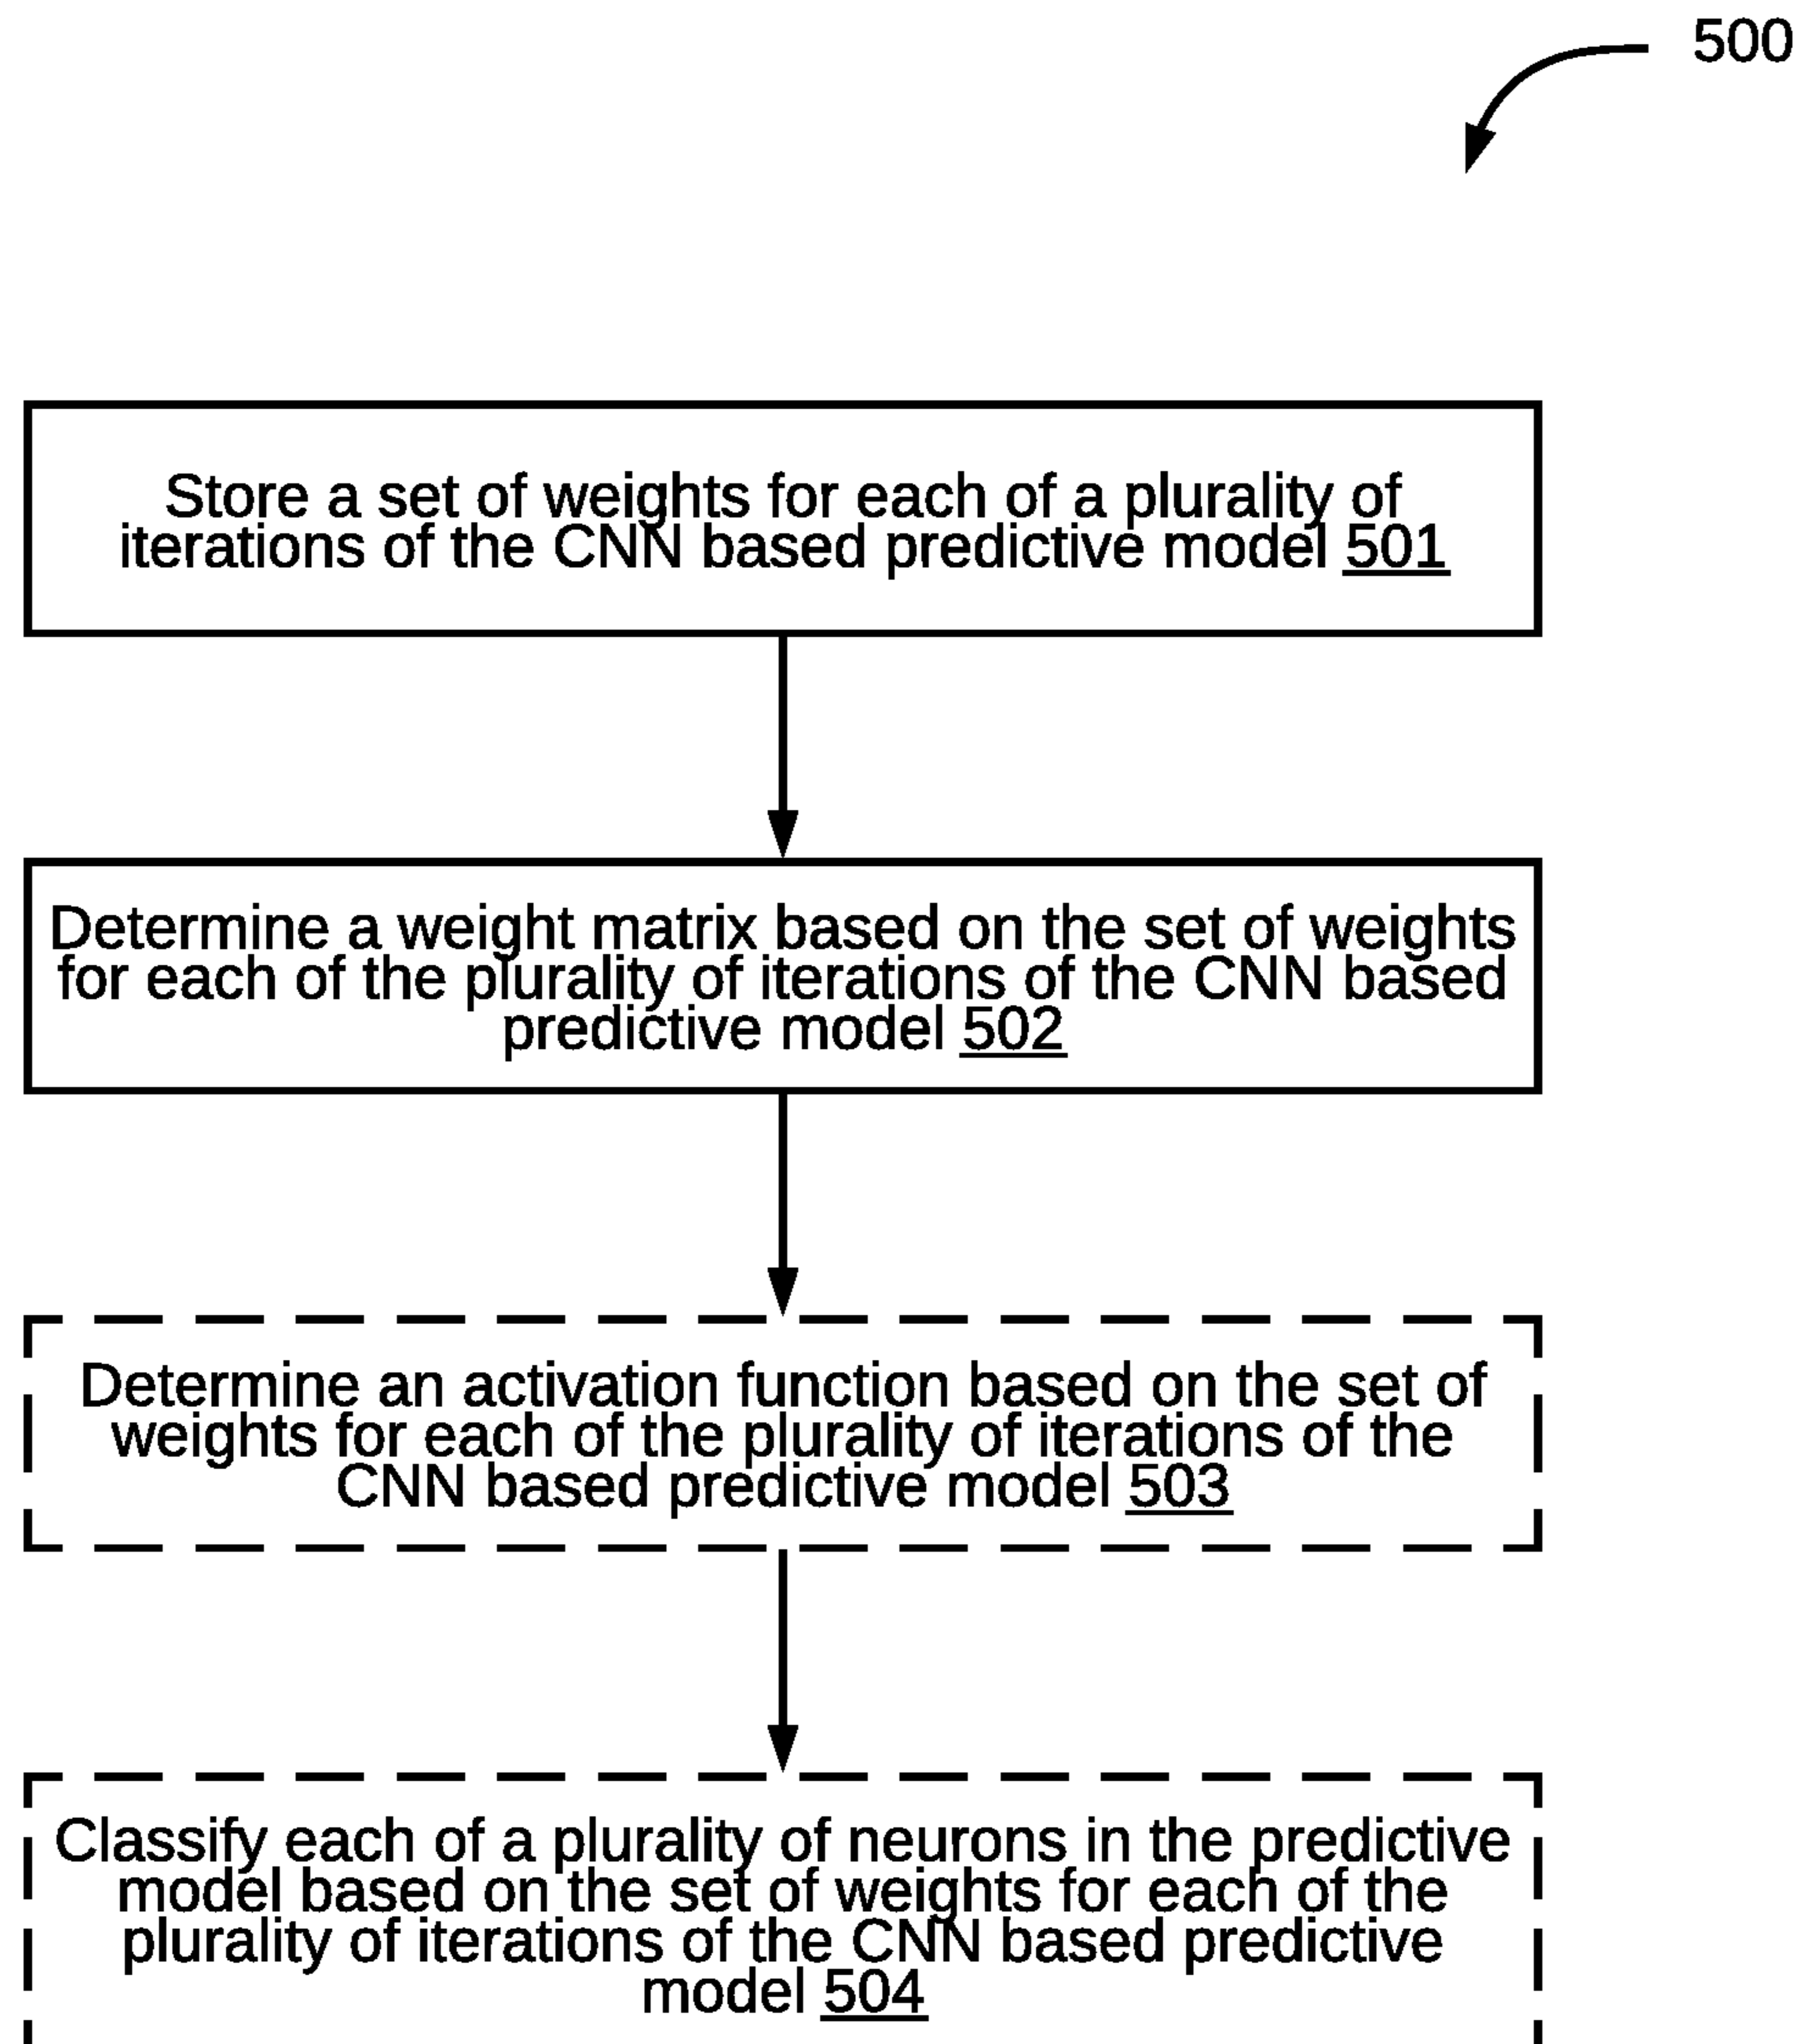 500
Store a set of weights for each of a plurality of
iterations of the CNN based predictive model 501
Determine a weight matrix based on the set of weights
for each of the plurality of iterations of the CNN based
predictive model 502
Determine an activation function based on the set of
weights for each of the plurality of iterations of the
CNN based predictive model 503
Classify each of a plurality of neurons in the predictive
model based on the set of weights for each of the
plurality of iterations of the CNN based predictive
model 504